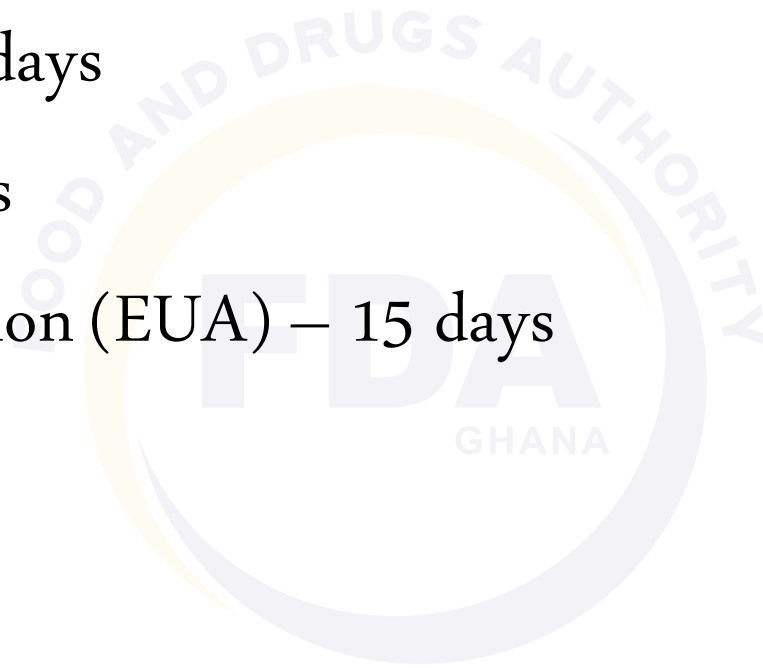 FOOD AND DRUGS AUTHORITY
days
s
on (EUA) – 15 days
FDA
GHANA